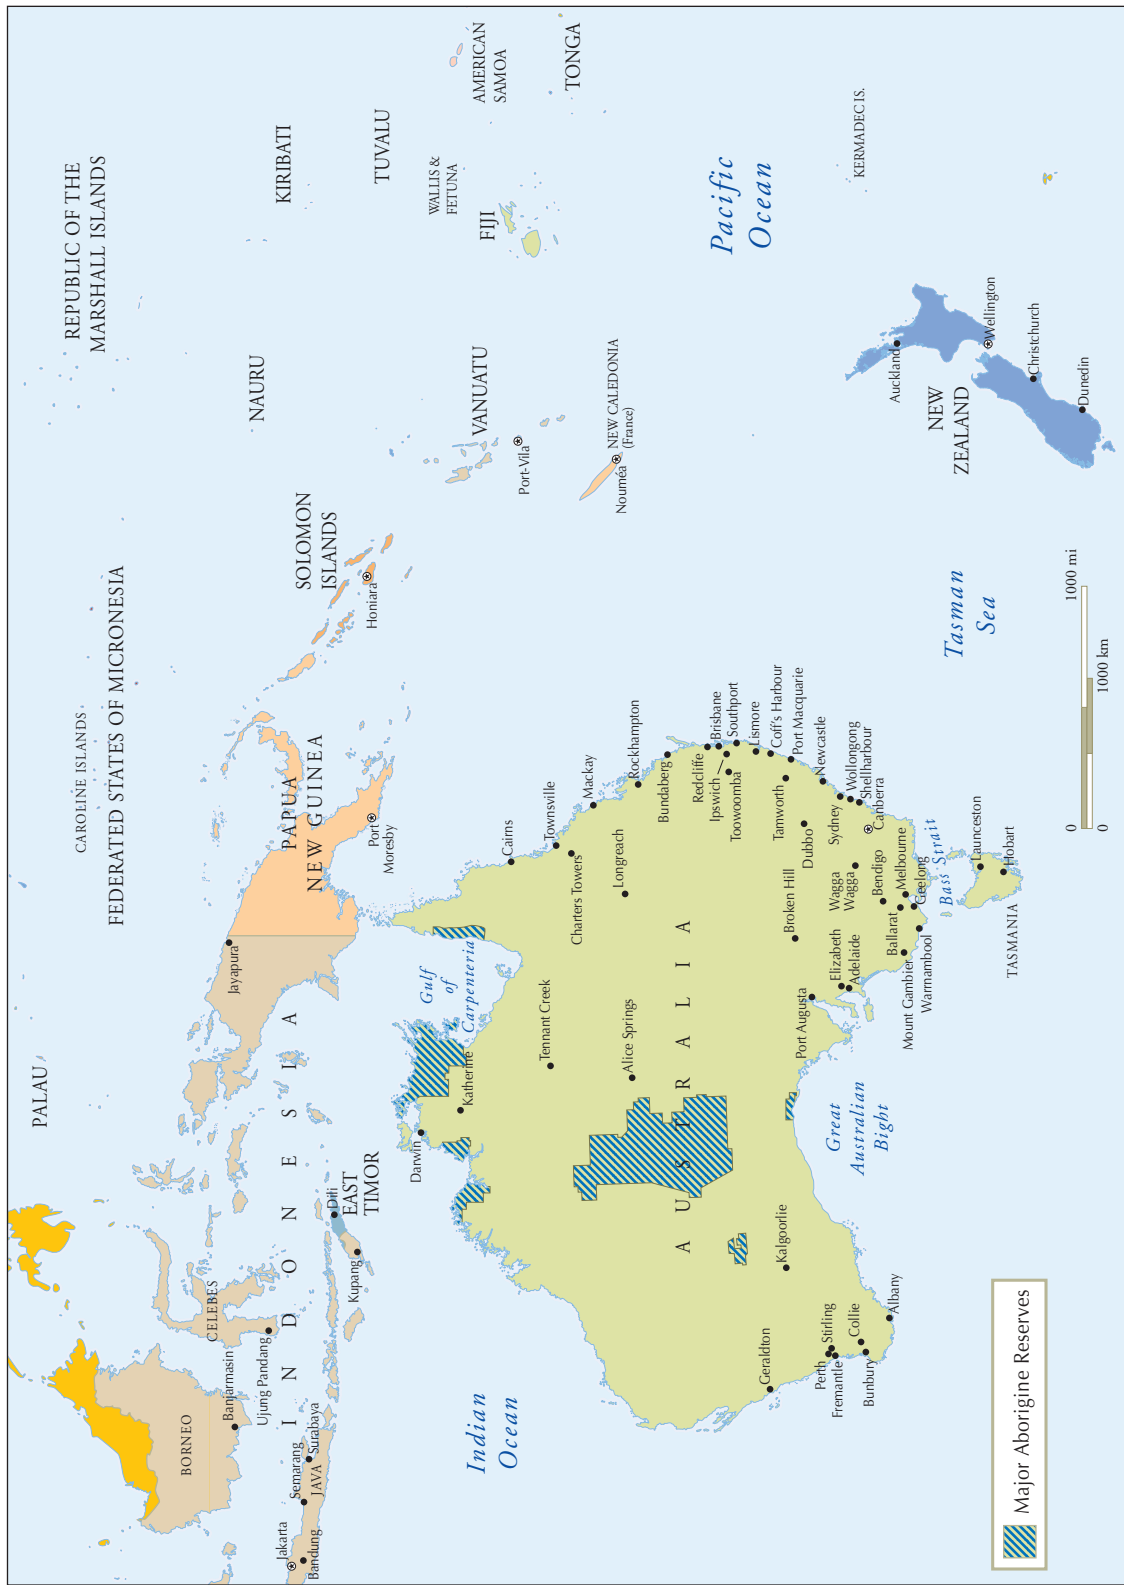 PALAU
CAROLINE ISLANDS
FEDERATED STATES OF MICRONESIA
REPUBLIC OF THE
MARSHALL ISLANDS
NAURU
KIRIBATI
TUVALU
WALLIS &
FETUNA
AMERICAN
SAMOA
TONGA
FIJI
VANUATU
Port-Vila
NEW CALEDONIA
(France)
Nouméa
SOLOMON
ISLANDS
Honiara
PAPUA
NEW GUINEA
Port
Moresby
Jayapura
INDONESIA
BORNEO
CELEBES
Banjarmasin
Ujung Pandang
Jakarta
Bandung
Semarang
JAVA
Surabaya
Kupang
Dili
EAST
TIMOR
Indian
Ocean
Pacific
Ocean
KERMADEC IS.
Gulf
of
Carpenteria
Darwin
Katherine
Tennant Creek
Alice Springs
Cairns
Townsville
Charters Towers
Mackay
Longreach
Rockhampton
Bundaberg
Redcliffe
Brisbane
Ipswich
Southport
Toowoomba
Lismore
Coff's Harbour
Tamworth
Port Macquarie
Dubbo
Newcastle
Sydney
Wollongong
Shellharbour
Canberra
Broken Hill
Wagga
Wagga
Bendigo
Melbourne
Ballarat
Geelong
Mount Gambier
Warnambool
Elizabeth
Adelaide
Port Augusta
AUSTRALIA
Kalgoorlie
Geraldton
Perth
Stirling
Fremantle
Collie
Bunbury
Albany
Great
Australian
Bight
Bass Strait
TASMANIA
Launceston
Hobart
Tasman
Sea
NEW
ZEALAND
Auckland
Wellington
Christchurch
Dunedin
Major Aborigine Reserves
0
1000 mi
0
1000 km